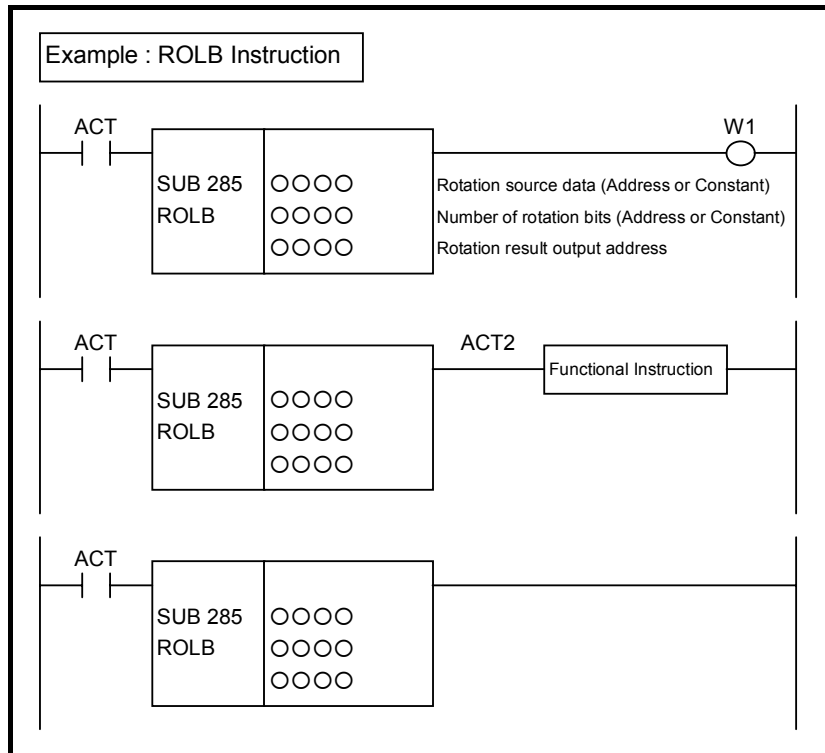 Example : ROLB Instruction
ACT W1
SUB 285 ○○○○ Rotation source data (Address or Constant)
ROLB ○○○○ Number of rotation bits (Address or Constant)
○○○○ Rotation result output address
ACT ACT2
Functional Instruction
SUB 285 ○○○○
ROLB ○○○○
○○○○
ACT
SUB 285 ○○○○
ROLB ○○○○
○○○○